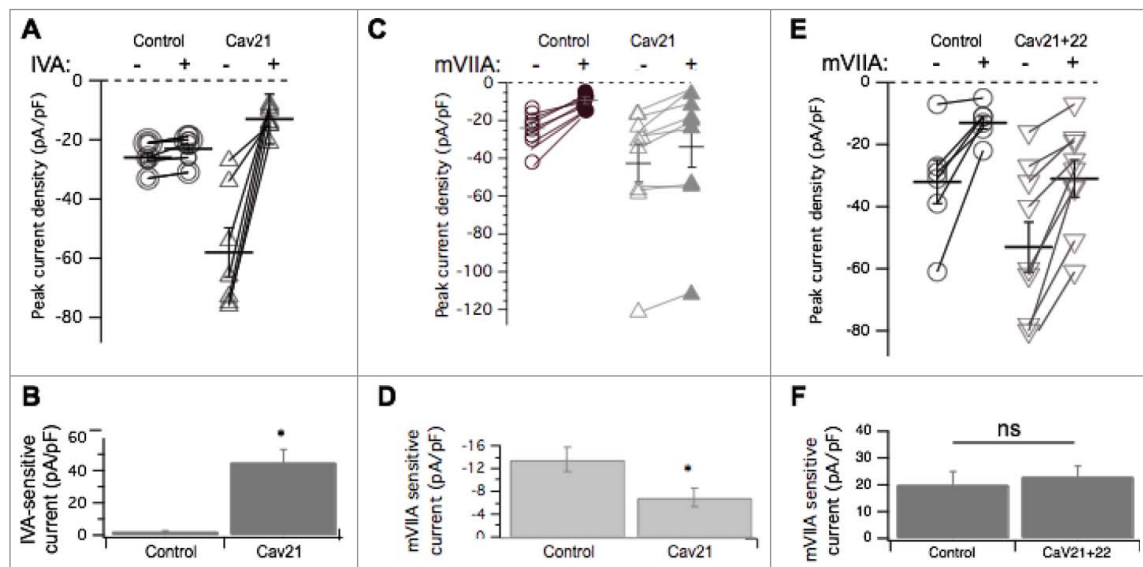 A
Control Cav21
IVA: - + - +
0
-20
-40
-60
-80
Peak current density (pA/pF)
C
Control Cav21
mVIIA: - + - +
0
-20
-40
-60
-80
-100
-120
Peak current density (pA/pF)
E
Control Cav21+22
mVIIA: - + - +
0
-20
-40
-60
-80
Peak current density (pA/pF)
B
IVA-sensitive
current (pA/pF)
60
40
20
0
*
Control Cav21
D
mVIIA sensitive
current (pA/pF)
-16
-12
-8
-4
0
*
Control Cav21
F
mVIIA sensitive
current (pA/pF)
40
30
20
10
0
ns
Control CaV21+22